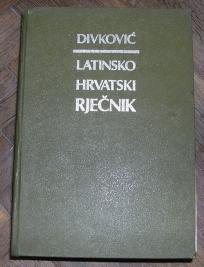 DIVKOVIĆ
LATINSKO
HRVATSKI
RJEČNIK